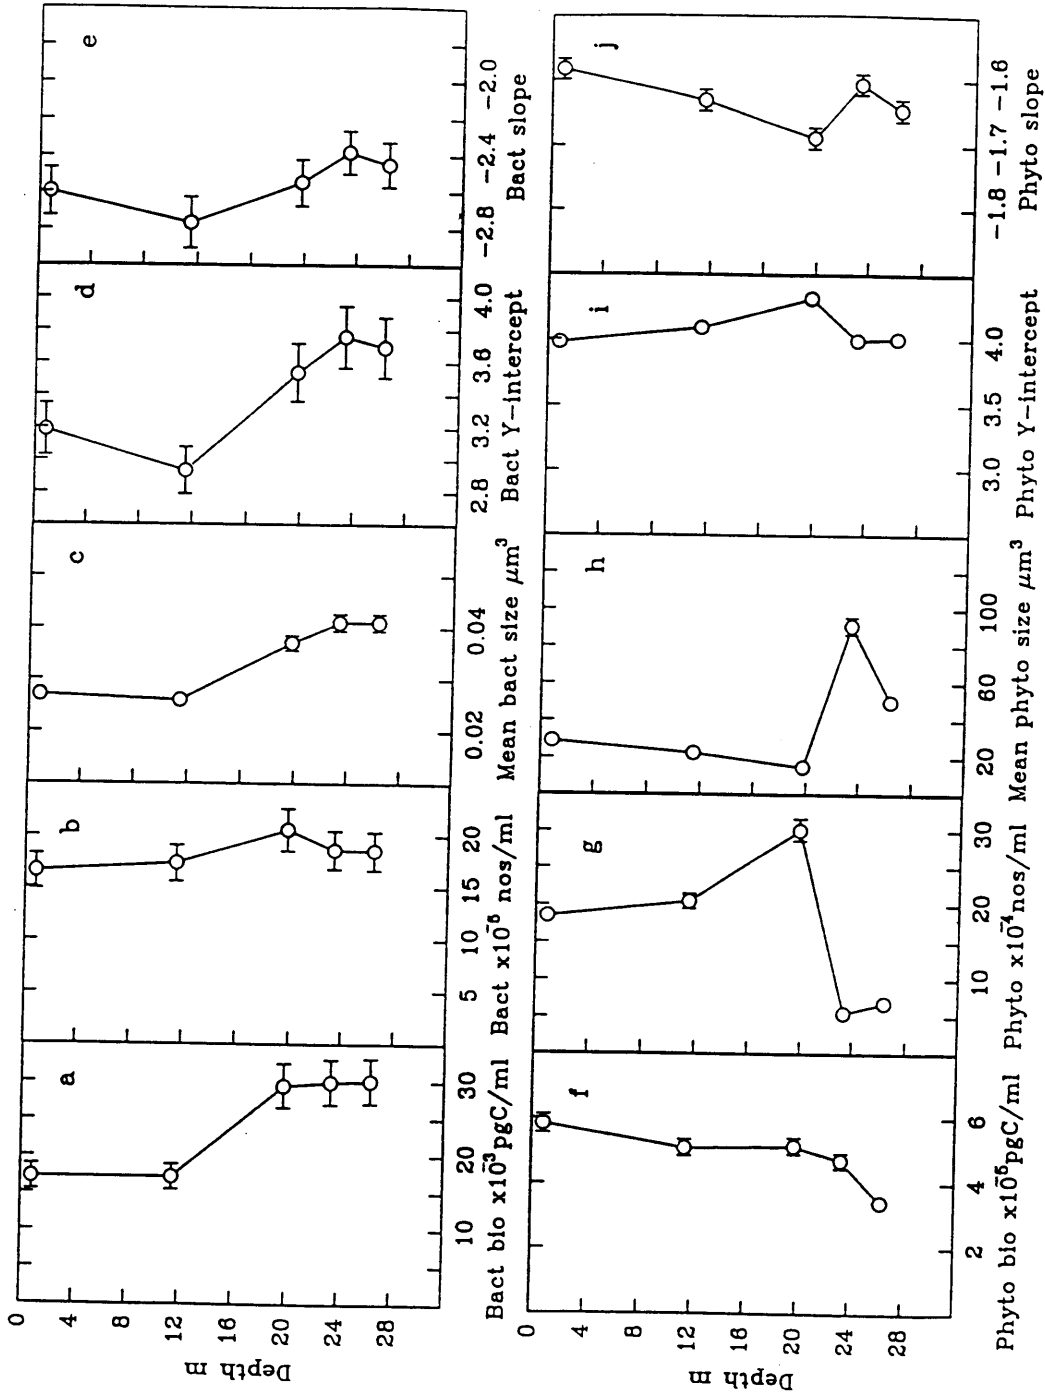 a
b
c
d
e
0
4
8
12
16
20
24
28
Depth m
10 20 30
Bact bio x10⁻³pgC/ml
5 10 15 20
Bact x10⁻⁵ nos/ml
0.02 0.04
Mean bact size μm³
2.8 3.2 3.6 4.0
Bact Y-intercept
-2.8 -2.4 -2.0
Bact slope
f
g
h
i
j
0
4
8
12
16
20
24
28
Depth m
2 4 6
Phyto bio x10⁻⁵pgC/ml
10 20 30
Phyto x10⁻⁴nos/ml
20 60 100
Mean phyto size μm³
3.0 3.5 4.0
Phyto Y-intercept
-1.8 -1.7 -1.6
Phyto slope